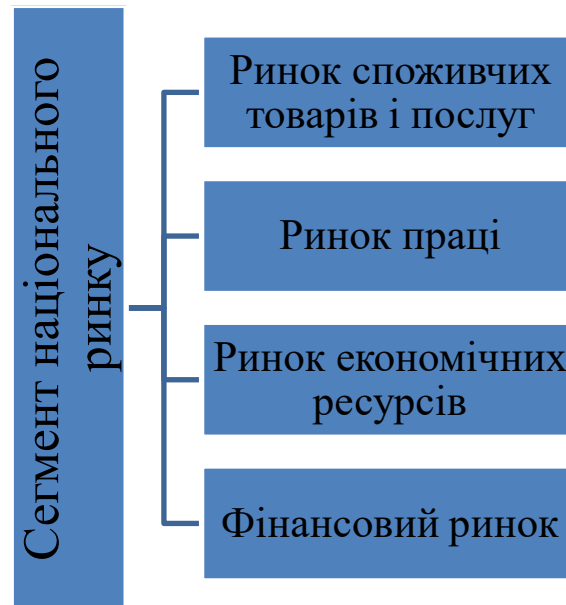 Сегмент національного
ринку
Ринок споживчих
товарів і послуг
Ринок праці
Ринок економічних
ресурсів
Фінансовий ринок